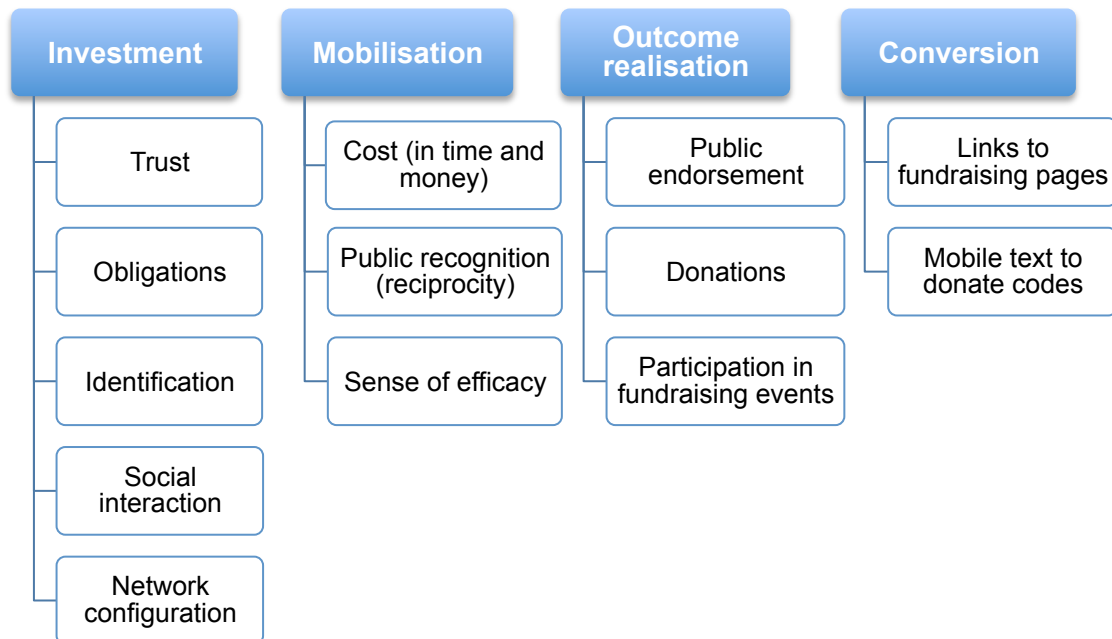 Investment
Trust
Obligations
Identification
Social
interaction
Network
configuration
Mobilisation
Cost (in time and
money)
Public recognition
(reciprocity)
Sense of efficacy
Outcome
realisation
Public
endorsement
Donations
Participation in
fundraising events
Conversion
Links to
fundraising pages
Mobile text to
donate codes